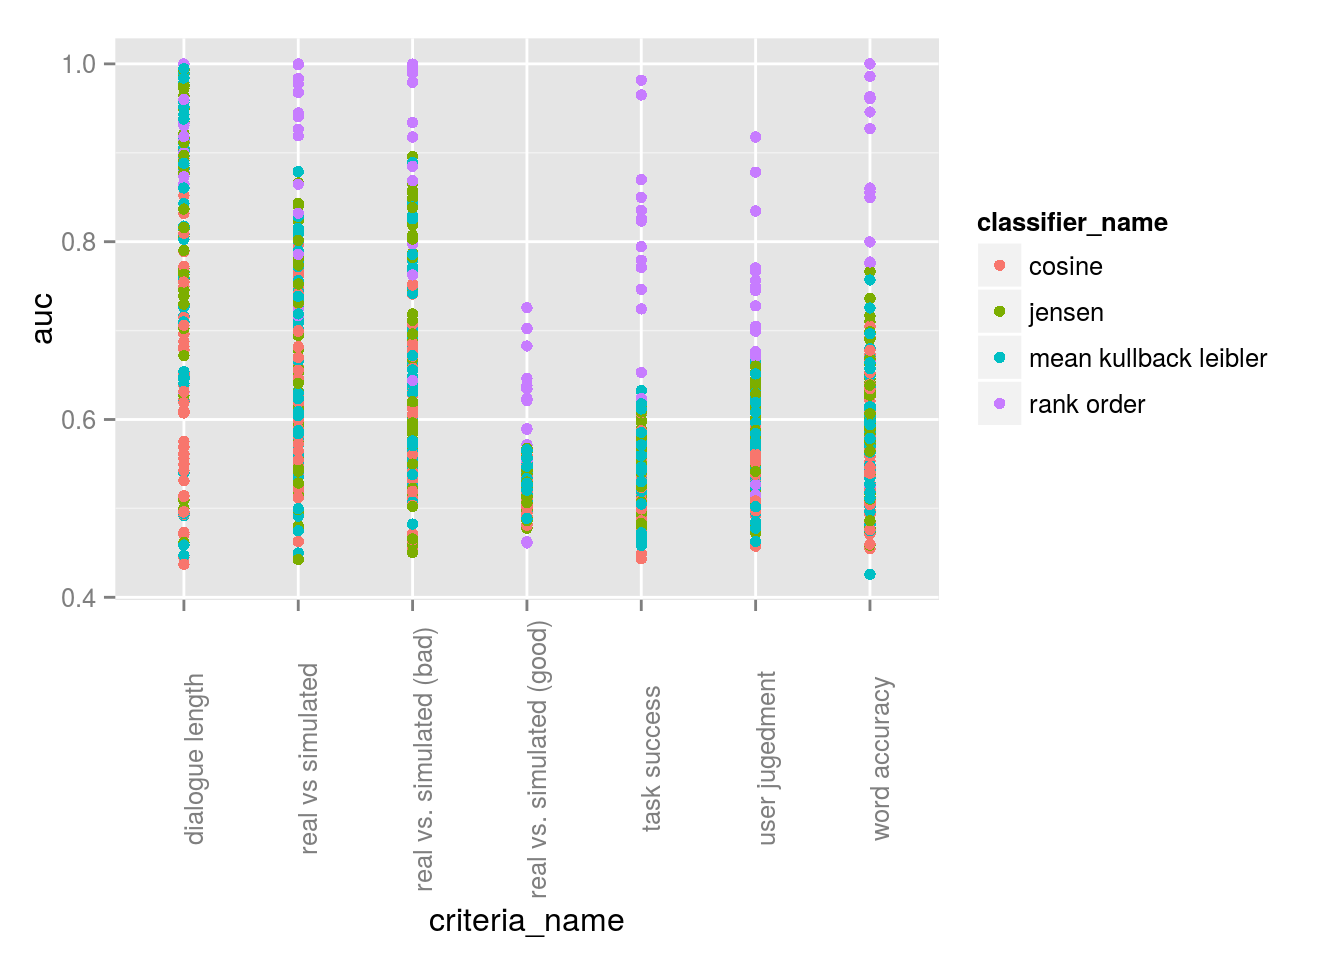 1.0
0.8
0.6
0.4
auc
dialogue length
real vs simulated
real vs. simulated (bad)
real vs. simulated (good)
task success
user jugedment
word accuracy
criteria_name
classifier_name
cosine
jensen
mean kullback leibler
rank order